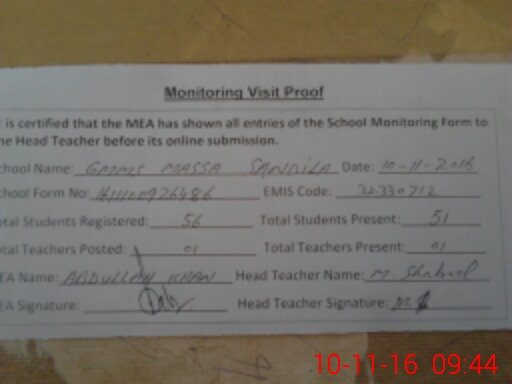 Monitoring Visit Proof
is certified that the MEA has shown all entries of the School Monitoring Form to
he Head Teacher before its online submission.
chool Name: GMMS MASSA SANDILA Date: 10-11-2016
chool Form No: EMIS Code: 32330712
otal Students Registered: 56 Total Students Present: 51
otal Teachers Posted: 01 Total Teachers Present: 01
EA Name: ABDULLAH KHAN Head Teacher Name: M. 
EA Signature: Head Teacher Signature:
10-11-16 09:44